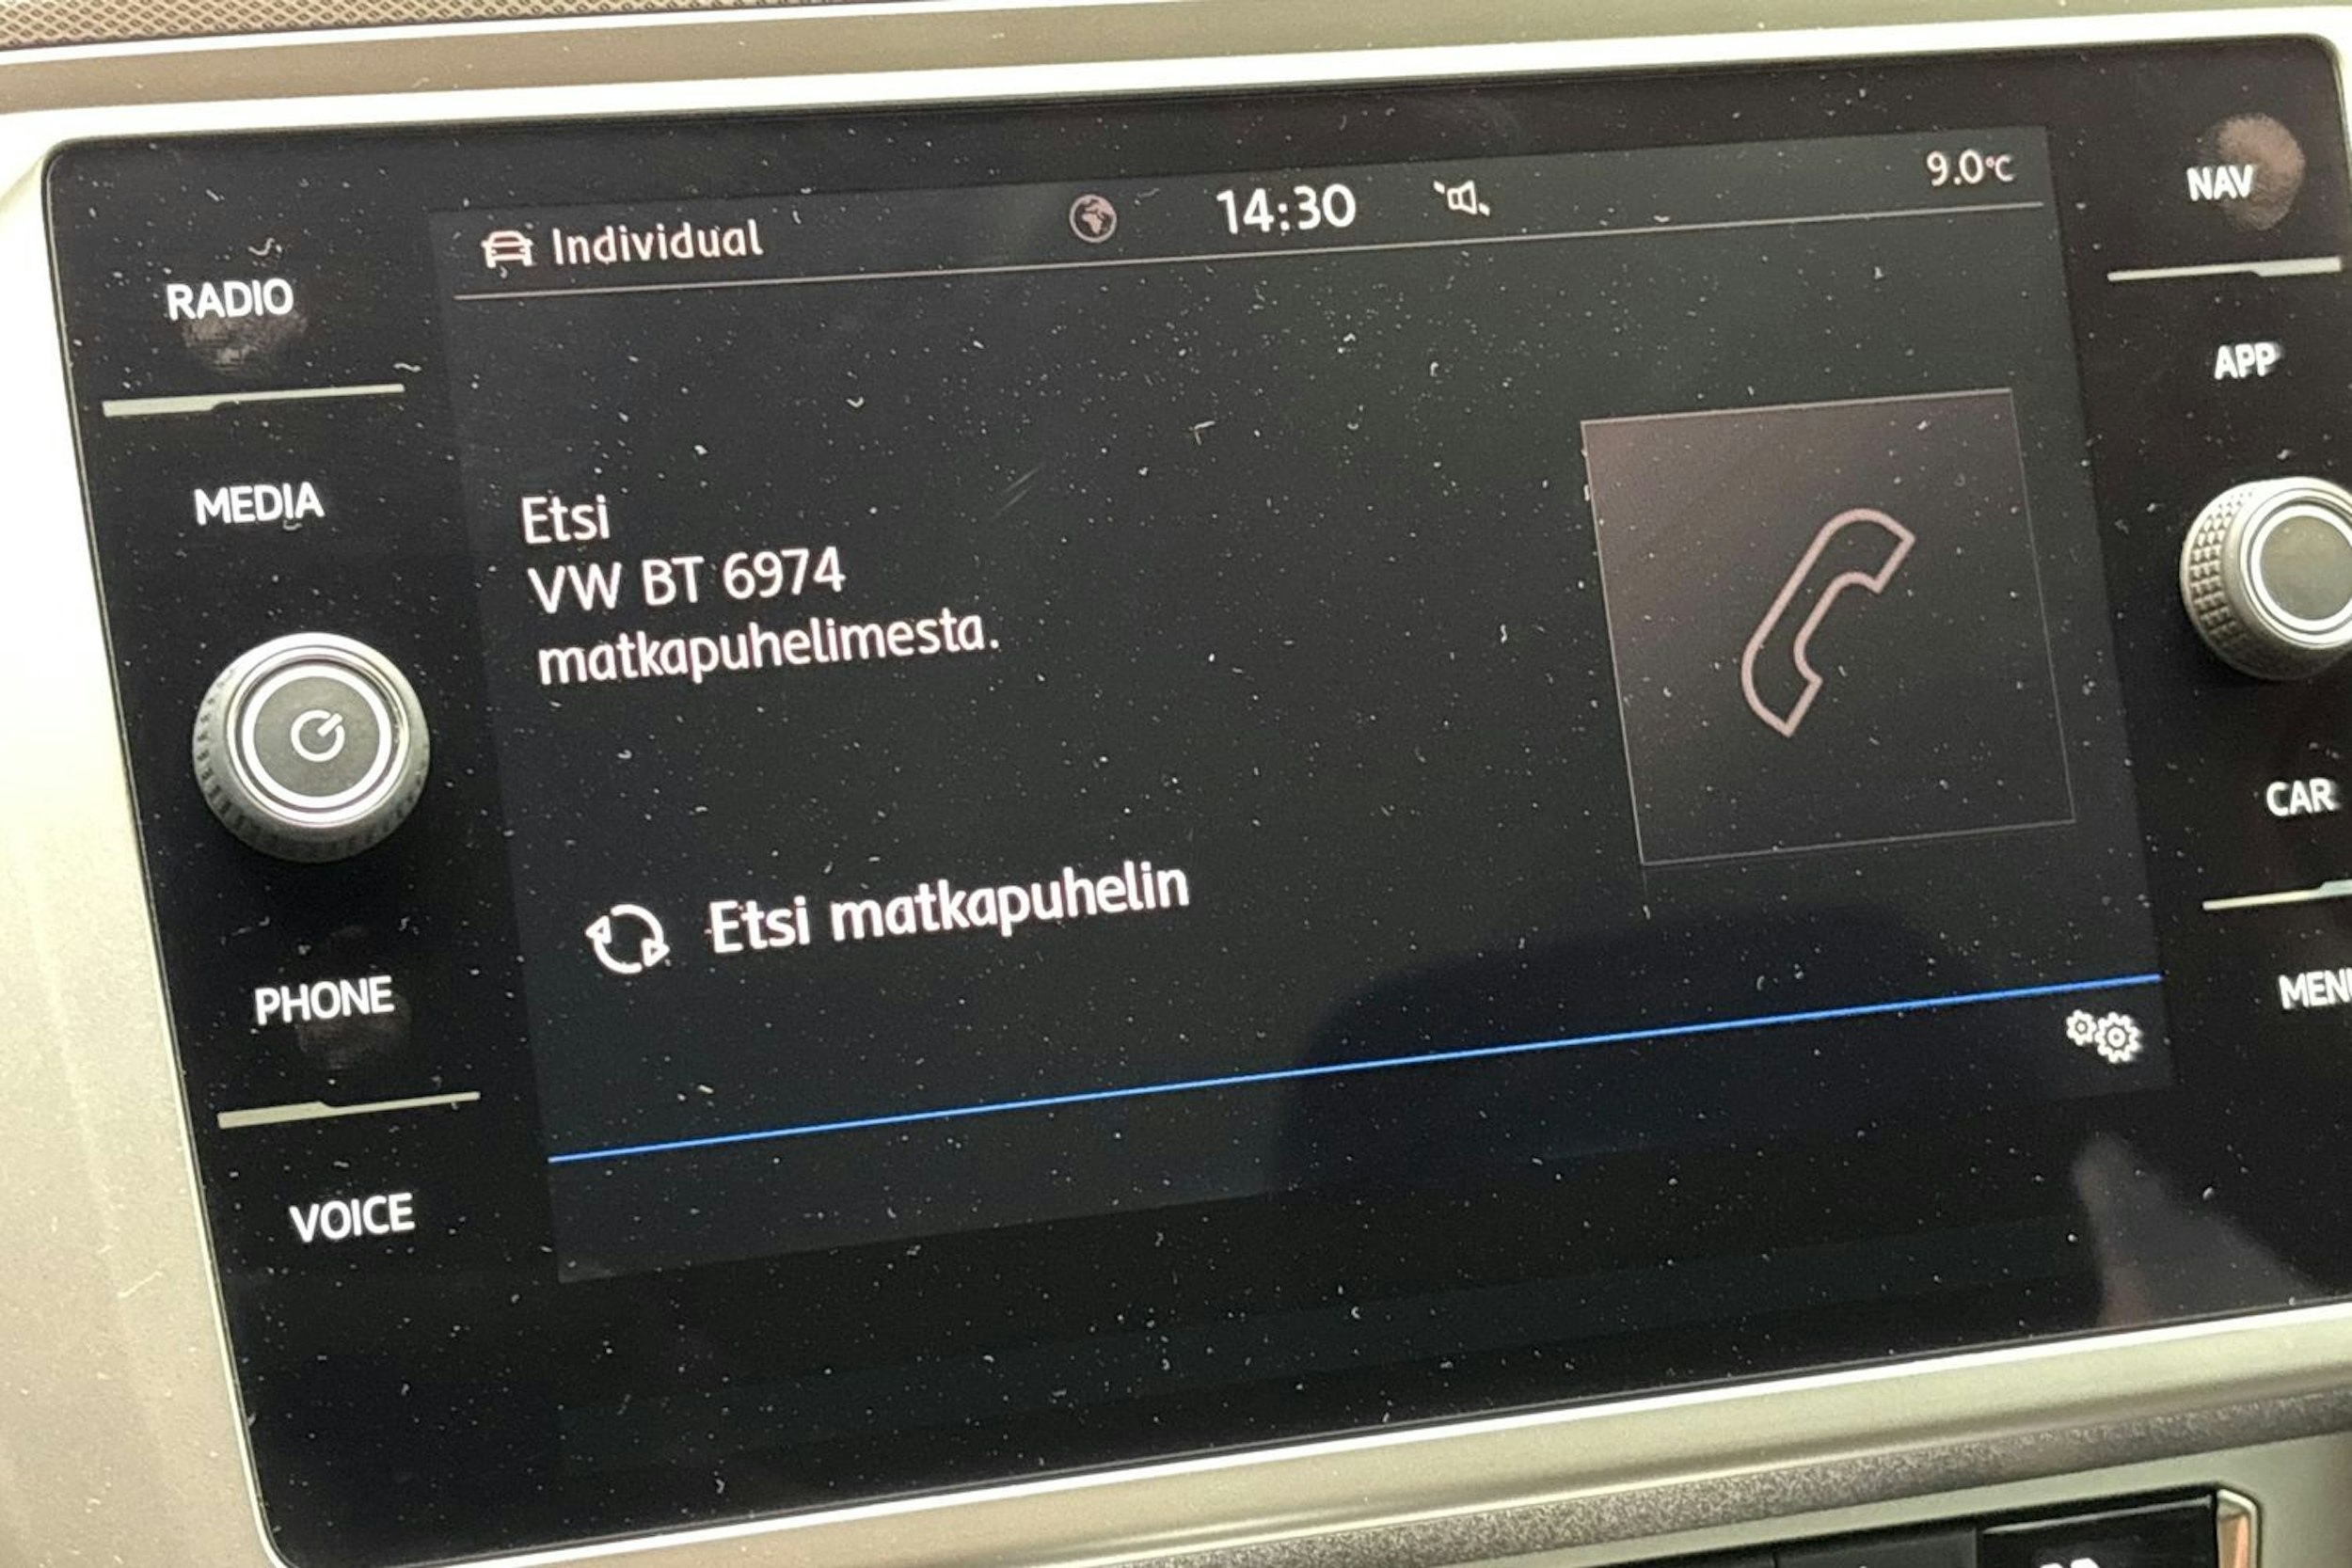 Individual 14:30 9.0°C
RADIO
MEDIA
PHONE
VOICE
Etsi
VW BT 6974
matkapuhelimesta.
Etsi matkapuhelin
NAV
APP
CAR
MENU